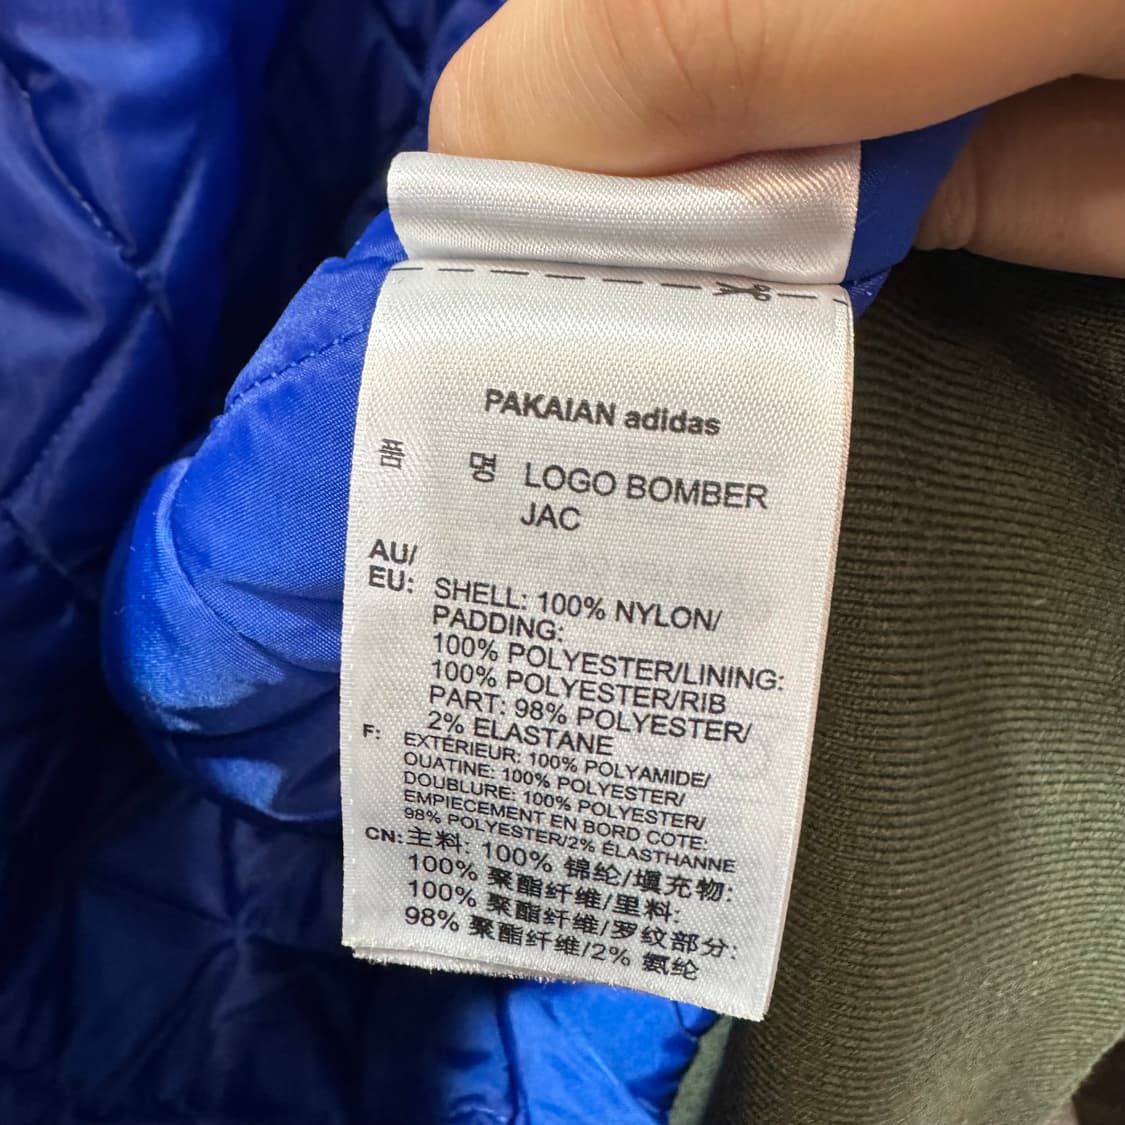 PAKAIAN adidas
품 명 LOGO BOMBER
JAC
AU/
EU: SHELL: 100% NYLON/
PADDING:
100% POLYESTER/LINING:
100% POLYESTER/RIB
PART: 98% POLYESTER/
2% ELASTANE
F: EXTÉRIEUR: 100% POLYAMIDE/
OUATINE: 100% POLYESTER/
DOUBLURE: 100% POLYESTER/
EMPIECEMENT EN BORD COTE:
98% POLYESTER/2% ÉLASTHANNE
CN: 主料: 100% 锦纶/填充物:
100% 聚酯纤维/里料:
100% 聚酯纤维/罗纹部分:
98% 聚酯纤维/2% 氨纶